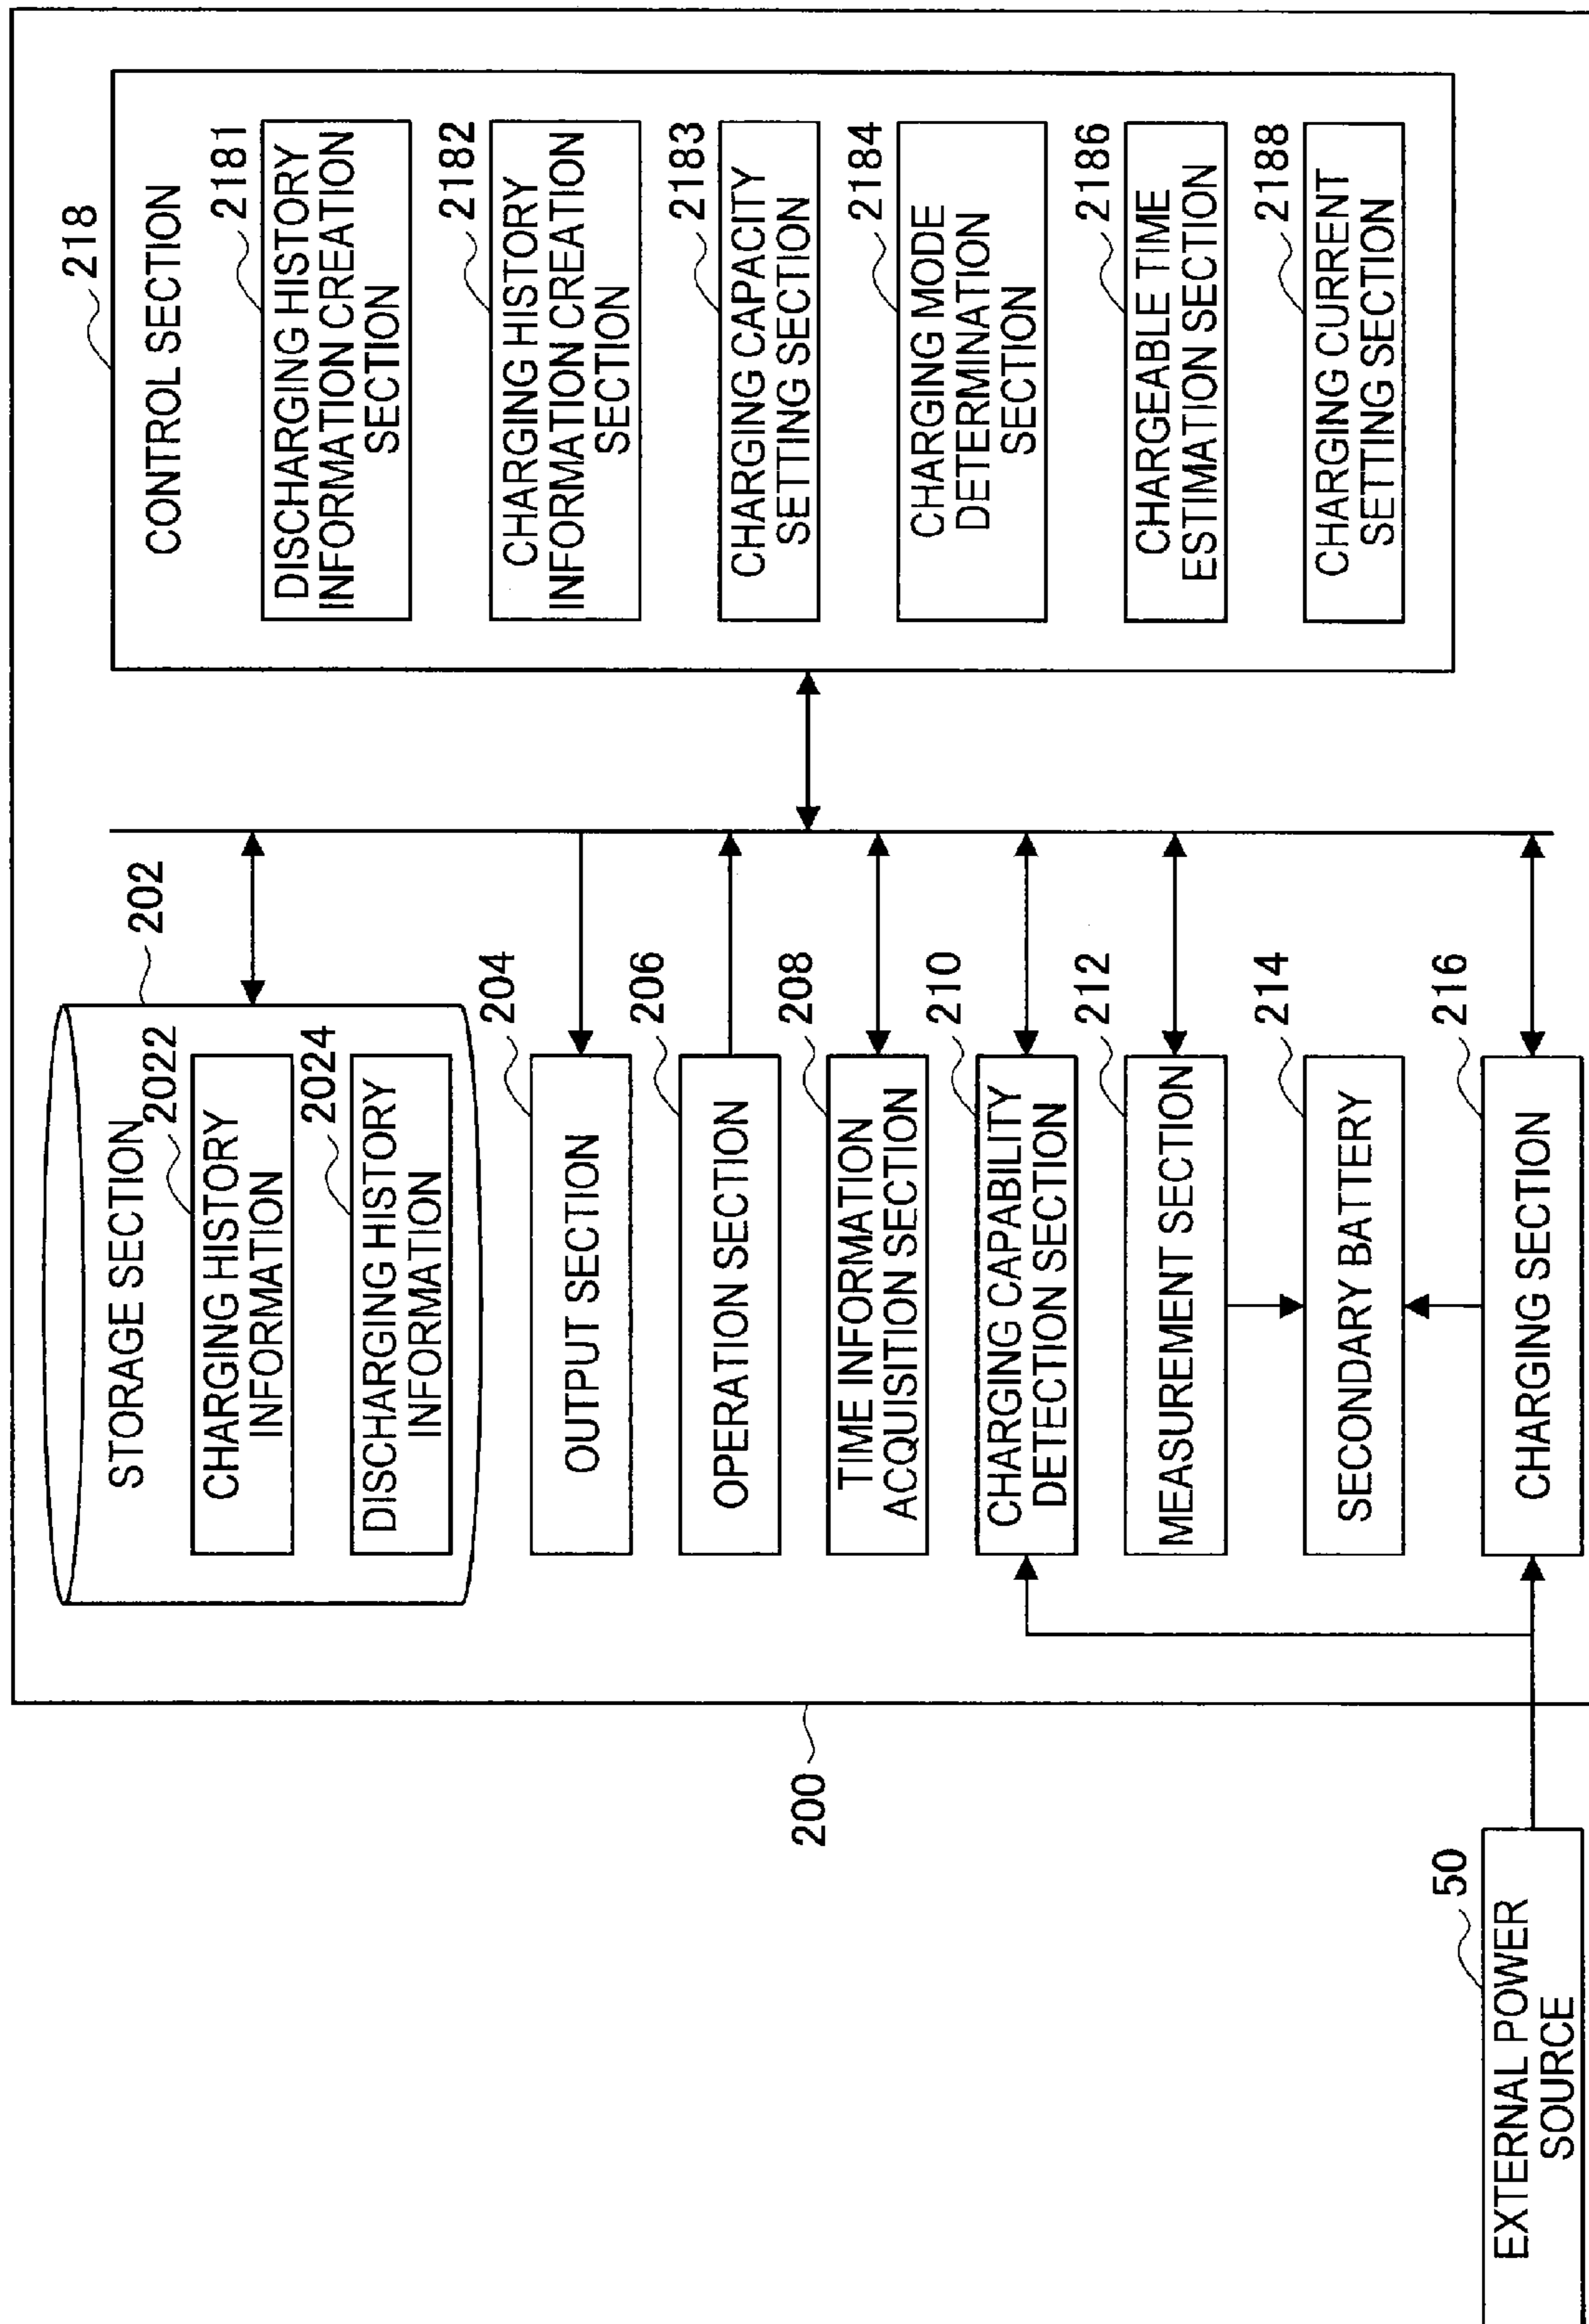 200
STORAGE SECTION
202
CHARGING HISTORY
INFORMATION
2022
DISCHARGING HISTORY
INFORMATION
2024
OUTPUT SECTION
204
OPERATION SECTION
206
TIME INFORMATION
ACQUISITION SECTION
208
CHARGING CAPABILITY
DETECTION SECTION
210
MEASUREMENT SECTION
212
SECONDARY BATTERY
214
CHARGING SECTION
216
EXTERNAL POWER
SOURCE
50
218
CONTROL SECTION
2181
DISCHARGING HISTORY
INFORMATION CREATION
SECTION
2182
CHARGING HISTORY
INFORMATION CREATION
SECTION
2183
CHARGING CAPACITY
SETTING SECTION
2184
CHARGING MODE
DETERMINATION
SECTION
2186
CHARGEABLE TIME
ESTIMATION SECTION
2188
CHARGING CURRENT
SETTING SECTION